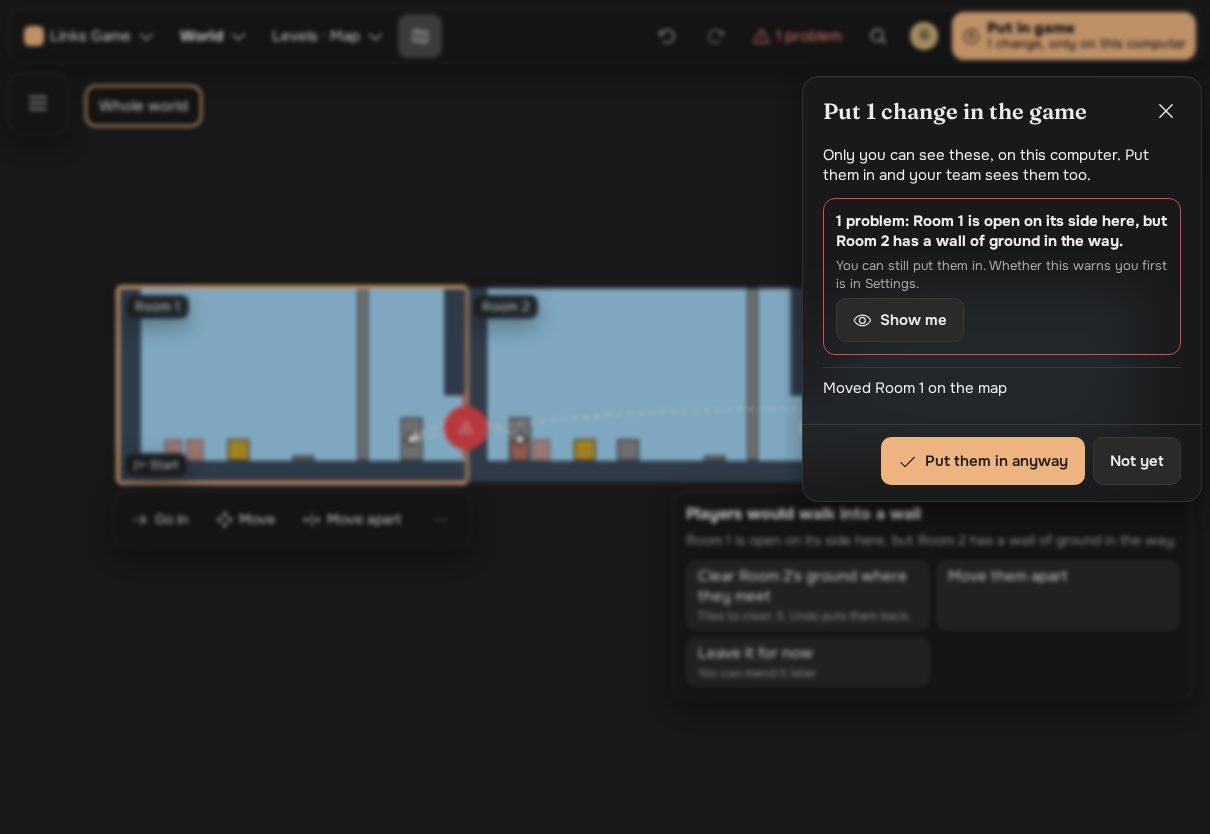 Links Game
World
Levels · Map
1 problem
Put in game
1 change, only on this computer
Whole world
Put 1 change in the game
Only you can see these, on this computer. Put
them in and your team sees them too.
1 problem: Room 1 is open on its side here, but
Room 2 has a wall of ground in the way.
You can still put them in. Whether this warns you first
is in Settings.
Show me
Moved Room 1 on the map
Put them in anyway
Not yet
Room 1
Room 2
Start
Go in
Move
Move apart
Players would walk into a wall
Room 1 is open on its side here, but Room 2 has a wall of ground in the way.
Clear Room 2's ground where
they meet
Tiles to clear: 3. Undo puts them back.
Move them apart
Leave it for now
You can mend it later